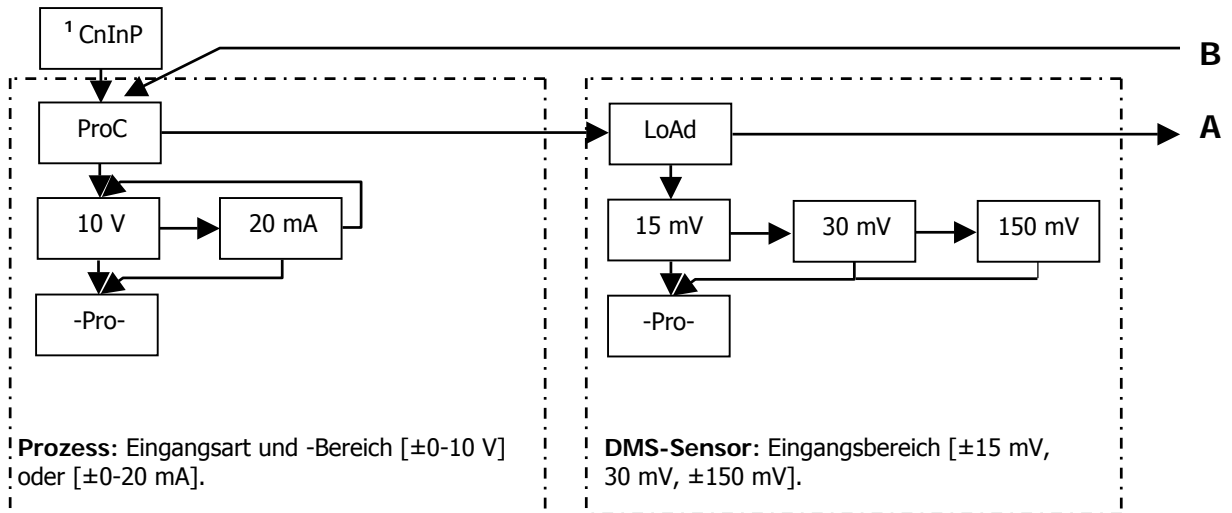 ¹ CnInP
B
ProC
LoAd
A
10 V
20 mA
15 mV
30 mV
150 mV
-Pro-
-Pro-
Prozess: Eingangsart und -Bereich [±0-10 V]
oder [±0-20 mA].
DMS-Sensor: Eingangsbereich [±15 mV,
30 mV, ±150 mV].